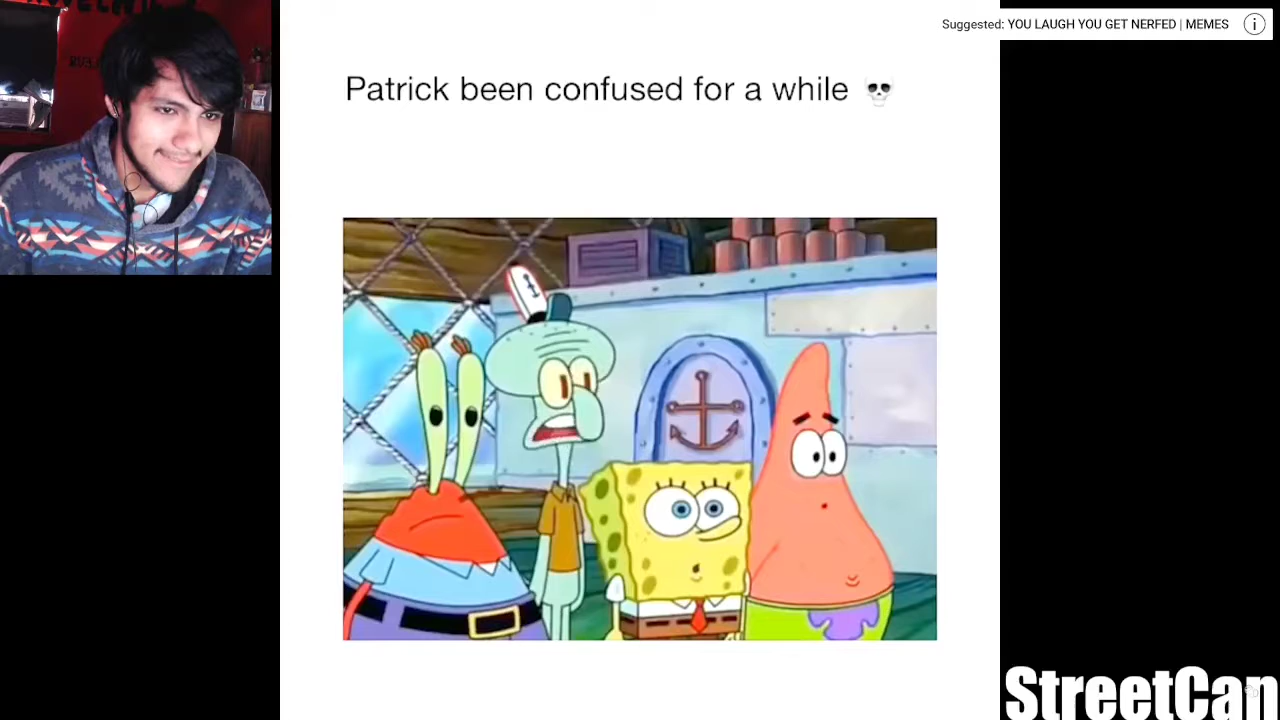 Suggested: YOU LAUGH YOU GET NERFED | MEMES
Patrick been confused for a while 💀
StreetCan